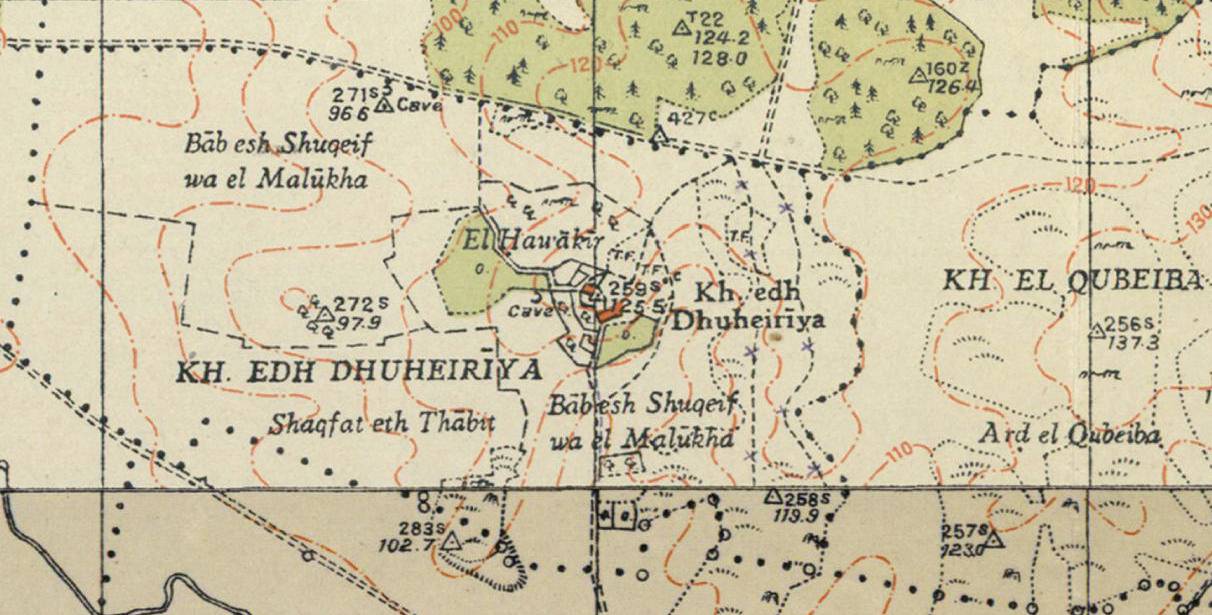 100
110
T22
124.2
128.0
120
160z
126.4
271s
96.6
Cave
427c
Bāb esh Shuqeif
wa el Malūkha
120
130
El Hawākīr
T.F.
T.F.
T.F.
O.
272s
97.9
Cave
259s
125.5
O.
Kh. edh
Dhuheirīya
KH. EL QUBEIBA
256s
137.3
KH. EDH DHUHEIRĪYA
Shaqfat eth Thābit
Bāb esh Shuqeif
wa el Malūkha
Ard el Qubeiba
110
283s
102.7
258s
119.9
257s
123.0